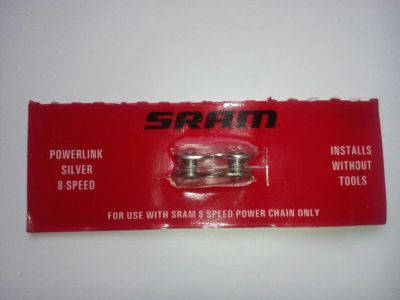 SRAM
POWERLINK
SILVER
8-SPEED
INSTALLS
WITHOUT
TOOLS
FOR USE WITH SRAM 8 SPEED POWER CHAIN ONLY